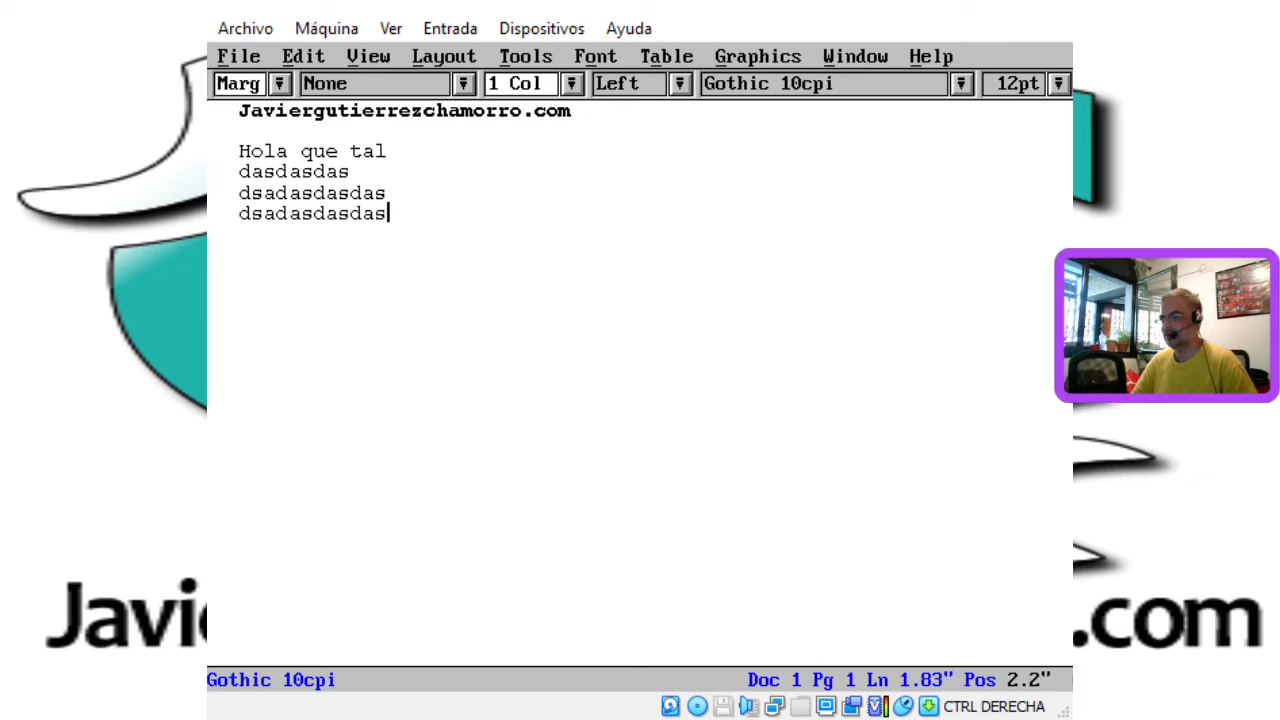 Archivo Máquina Ver Entrada Dispositivos Ayuda
File Edit View Layout Tools Font Table Graphics Window Help
Marg None 1 Col Left Gothic 10cpi 12pt
Javiergutierrezchamorro.com
Hola que tal
dasdasdas
dsadasdasdas
dsadasdasdas
Javi
.com
Gothic 10cpi Doc 1 Pg 1 Ln 1.83" Pos 2.2"
CTRL DERECHA